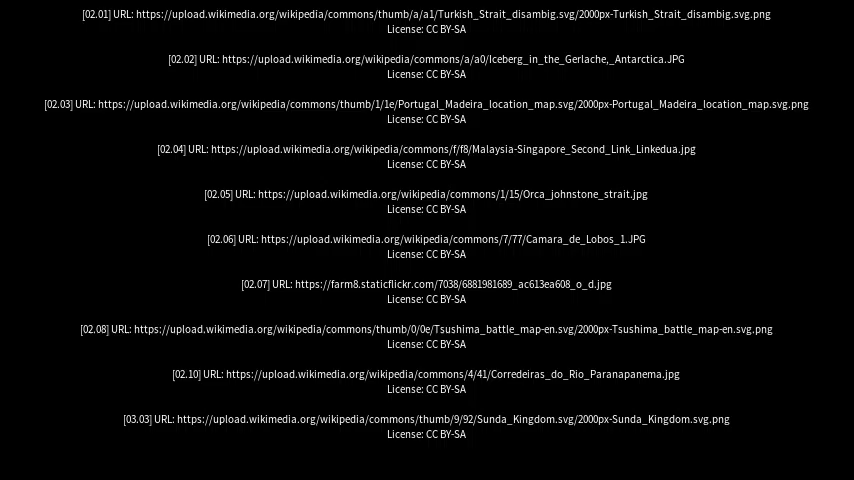 [02.01] URL: https://upload.wikimedia.org/wikipedia/commons/thumb/a/a1/Turkish_Strait_disambig.svg/2000px-Turkish_Strait_disambig.svg.png
License: CC BY-SA
[02.02] URL: https://upload.wikimedia.org/wikipedia/commons/a/a0/Iceberg_in_the_Gerlache,_Antarctica.JPG
License: CC BY-SA
[02.03] URL: https://upload.wikimedia.org/wikipedia/commons/thumb/1/1e/Portugal_Madeira_location_map.svg/2000px-Portugal_Madeira_location_map.svg.png
License: CC BY-SA
[02.04] URL: https://upload.wikimedia.org/wikipedia/commons/f/f8/Malaysia-Singapore_Second_Link_Linkedua.jpg
License: CC BY-SA
[02.05] URL: https://upload.wikimedia.org/wikipedia/commons/1/15/Orca_johnstone_strait.jpg
License: CC BY-SA
[02.06] URL: https://upload.wikimedia.org/wikipedia/commons/7/77/Camara_de_Lobos_1.JPG
License: CC BY-SA
[02.07] URL: https://farm8.staticflickr.com/7038/6881981689_ac613ea608_o_d.jpg
License: CC BY-SA
[02.08] URL: https://upload.wikimedia.org/wikipedia/commons/thumb/0/0e/Tsushima_battle_map-en.svg/2000px-Tsushima_battle_map-en.svg.png
License: CC BY-SA
[02.10] URL: https://upload.wikimedia.org/wikipedia/commons/4/41/Corredeiras_do_Rio_Paranapanema.jpg
License: CC BY-SA
[03.03] URL: https://upload.wikimedia.org/wikipedia/commons/thumb/9/92/Sunda_Kingdom.svg/2000px-Sunda_Kingdom.svg.png
License: CC BY-SA